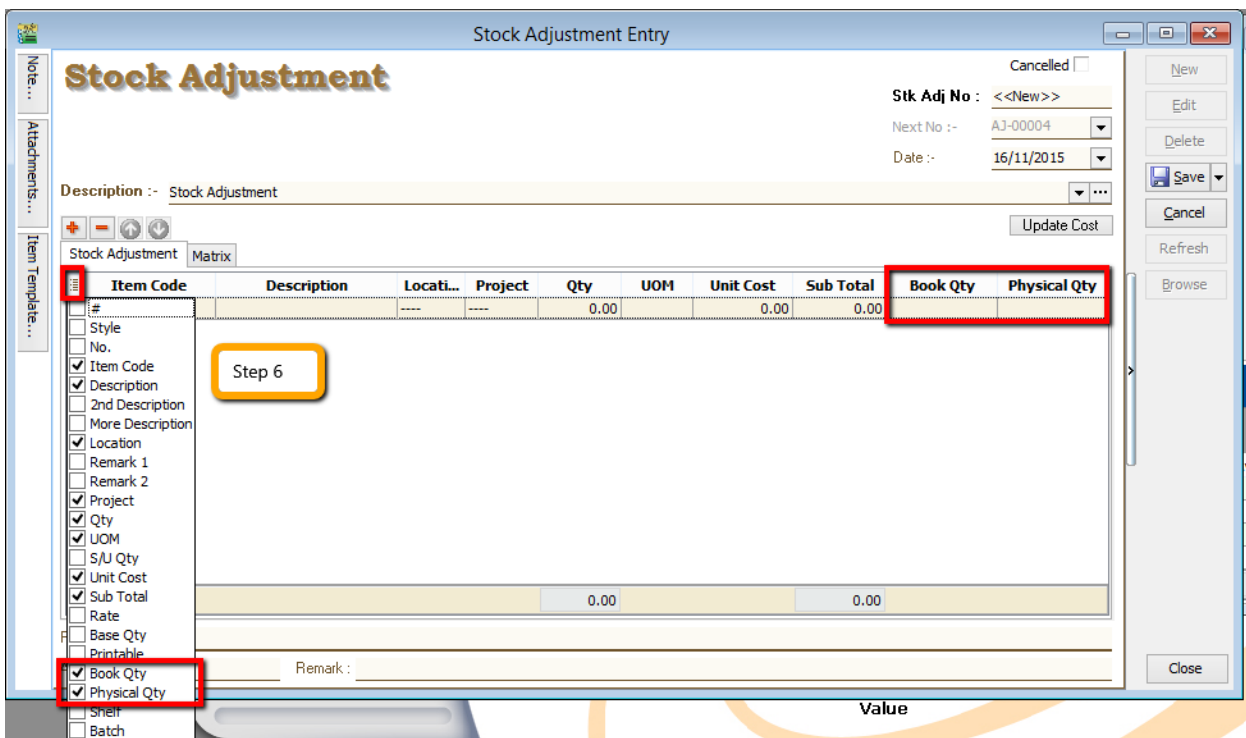 Stock Adjustment Entry
Note...
Attachments...
Item Template...
Stock Adjustment
Cancelled
Stk Adj No : <<New>>
Next No :- AJ-00004
Date :- 16/11/2015
Description :- Stock Adjustment
Update Cost
Stock Adjustment Matrix
Item Code Description Locati... Project Qty UOM Unit Cost Sub Total Book Qty Physical Qty
# ---- ---- 0.00 0.00 0.00
Style
No.
Item Code
Description
2nd Description
More Description
Location
Remark 1
Remark 2
Project
Qty
UOM
S/U Qty
Unit Cost
Sub Total
Rate
Base Qty
Printable
Book Qty
Physical Qty
Shelf
Batch
Step 6
0.00 0.00
Remark :
New
Edit
Delete
Save
Cancel
Refresh
Browse
Close
Value